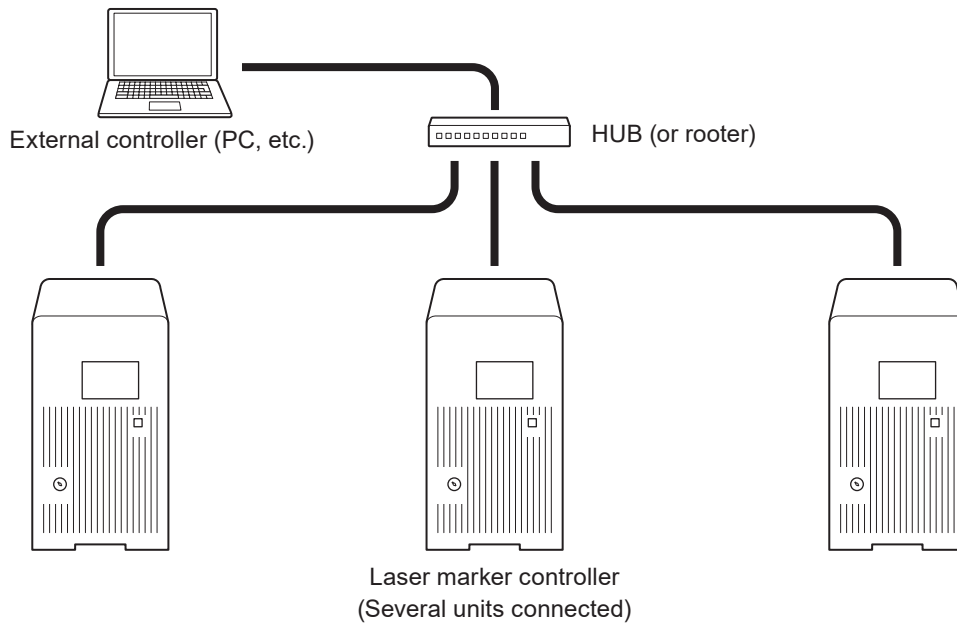 External controller (PC, etc.)
HUB (or rooter)
Laser marker controller
(Several units connected)